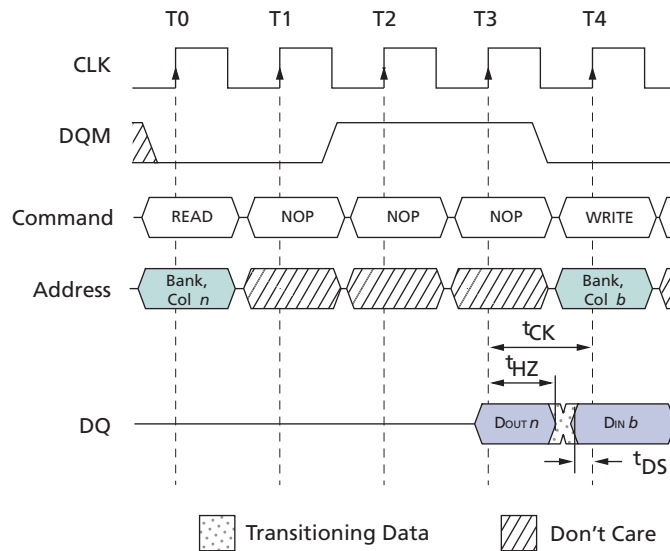 T0 T1 T2 T3 T4
CLK
DQM
Command READ NOP NOP NOP WRITE
Address Bank, Col n Bank, Col b
tCK
tHZ
DQ DOUT n DIN b
tDS
Transitioning Data Don't Care